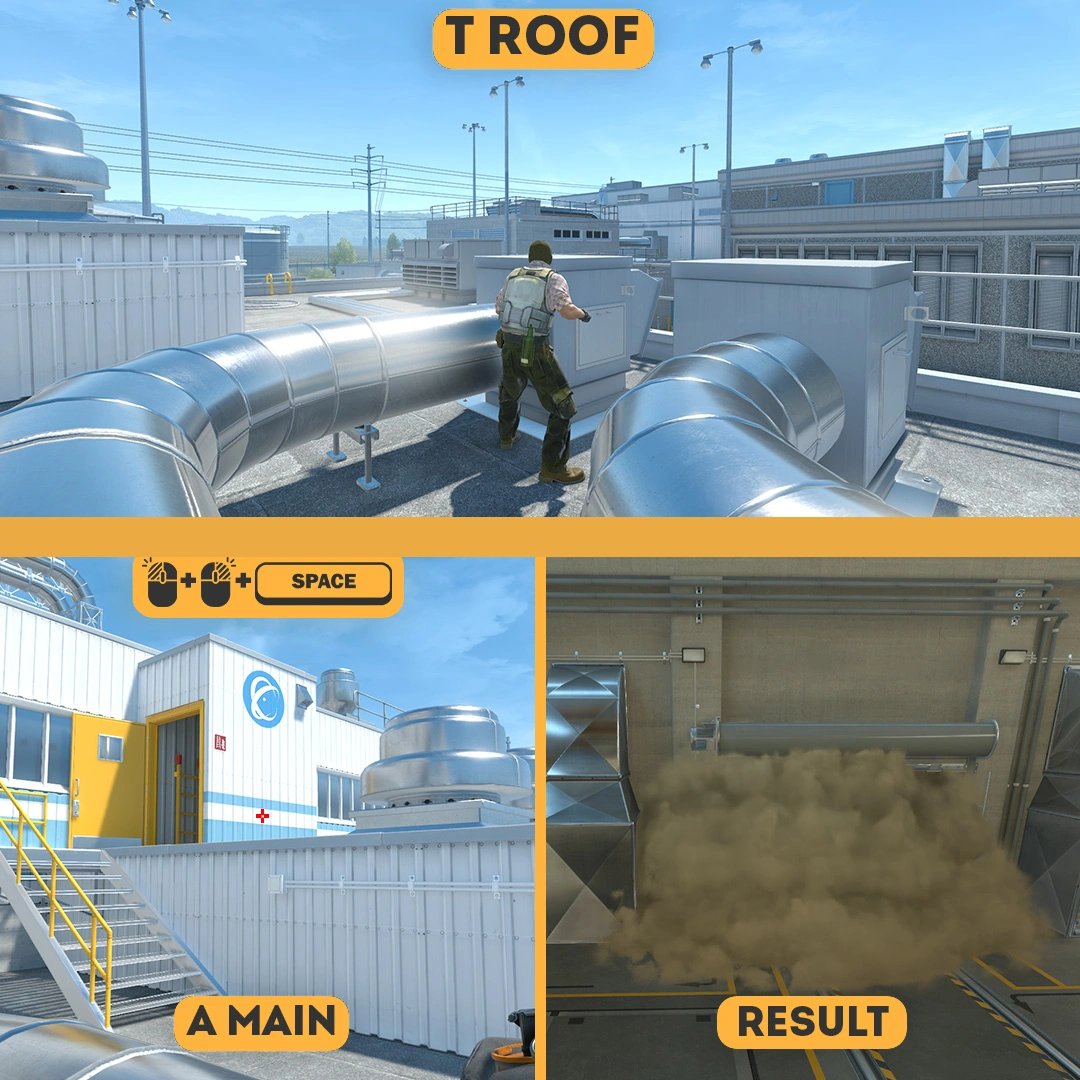 T ROOF
+ + SPACE
A MAIN
RESULT